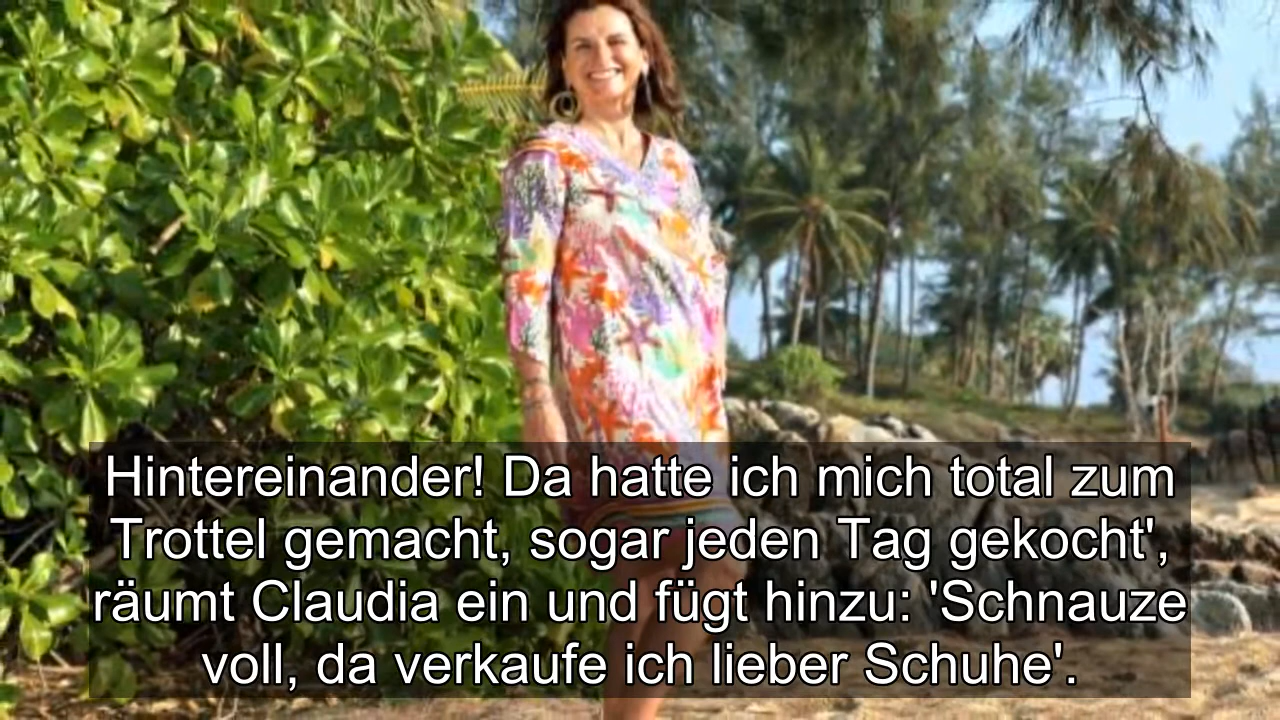 Hintereinander! Da hatte ich mich total zum
Trottel gemacht, sogar jeden Tag gekocht',
räumt Claudia ein und fügt hinzu: 'Schnauze
voll, da verkaufe ich lieber Schuhe'.